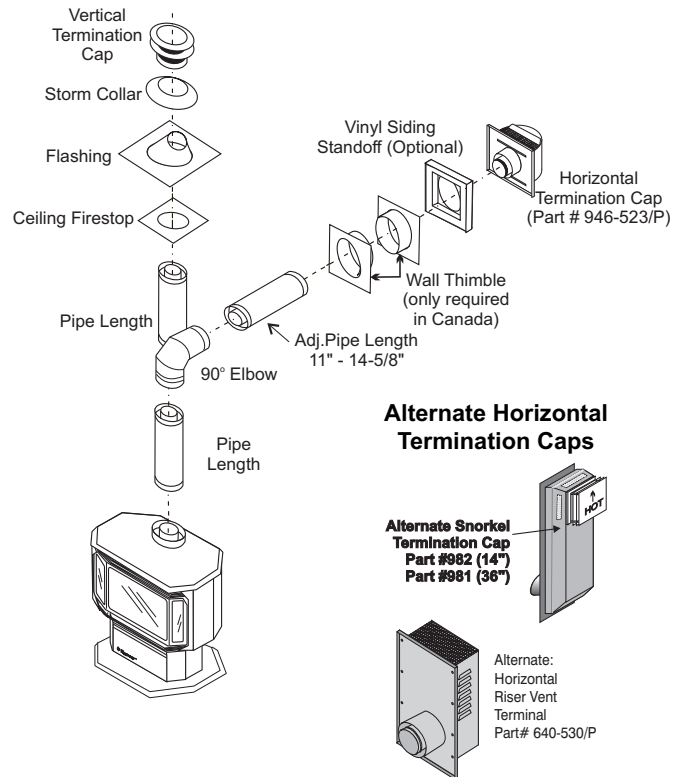 Vertical
Termination
Cap
Storm Collar
Flashing
Ceiling Firestop
Pipe Length
90° Elbow
Pipe
Length
Vinyl Siding
Standoff (Optional)
Horizontal
Termination Cap
(Part # 946-523/P)
Wall Thimble
(only required
in Canada)
Adj.Pipe Length
11" - 14-5/8"
Alternate Horizontal
Termination Caps
HOT
Alternate Snorkel
Termination Cap
Part #982 (14")
Part #981 (36")
Alternate:
Horizontal
Riser Vent
Terminal
Part# 640-530/P